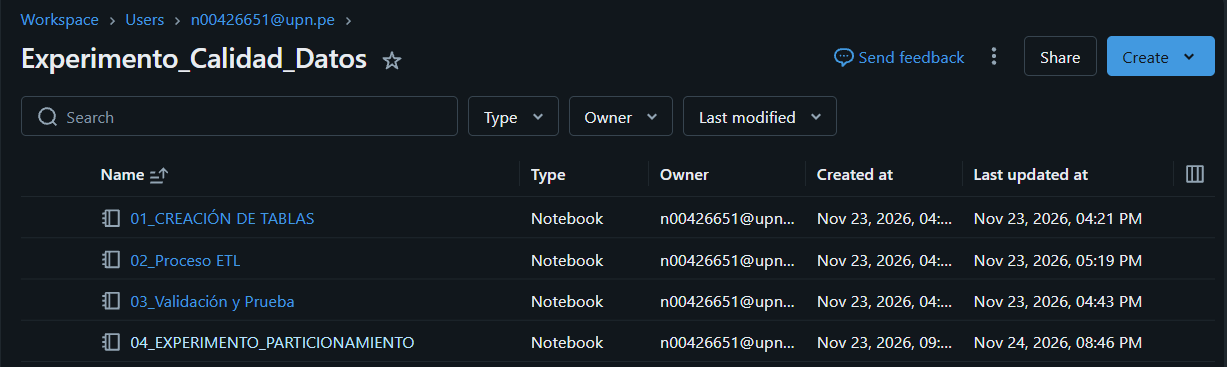 Workspace > Users > n00426651@upn.pe >
Experimento_Calidad_Datos
Send feedback Share Create
Search Type Owner Last modified
Name Type Owner Created at Last updated at
01_CREACIÓN DE TABLAS Notebook n00426651@upn... Nov 23, 2026, 04:... Nov 23, 2026, 04:21 PM
02_Proceso ETL Notebook n00426651@upn... Nov 23, 2026, 04:... Nov 23, 2026, 05:19 PM
03_Validación y Prueba Notebook n00426651@upn... Nov 23, 2026, 04:... Nov 23, 2026, 04:43 PM
04_EXPERIMENTO_PARTICIONAMIENTO Notebook n00426651@upn... Nov 23, 2026, 09:... Nov 24, 2026, 08:46 PM